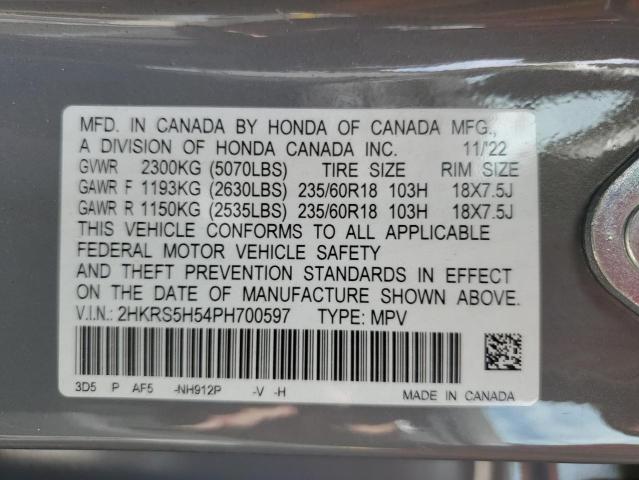 MFD. IN CANADA BY HONDA OF CANADA MFG.,
A DIVISION OF HONDA CANADA INC. 11/'22
GVWR 2300KG (5070LBS) TIRE SIZE RIM SIZE
GAWR F 1193KG (2630LBS) 235/60R18 103H 18X7.5J
GAWR R 1150KG (2535LBS) 235/60R18 103H 18X7.5J
THIS VEHICLE CONFORMS TO ALL APPLICABLE
FEDERAL MOTOR VEHICLE SAFETY
AND THEFT PREVENTION STANDARDS IN EFFECT
ON THE DATE OF MANUFACTURE SHOWN ABOVE.
V.I.N.: 2HKRS5H54PH700597 TYPE: MPV
3D5 P AF5 -NH912P -V -H MADE IN CANADA